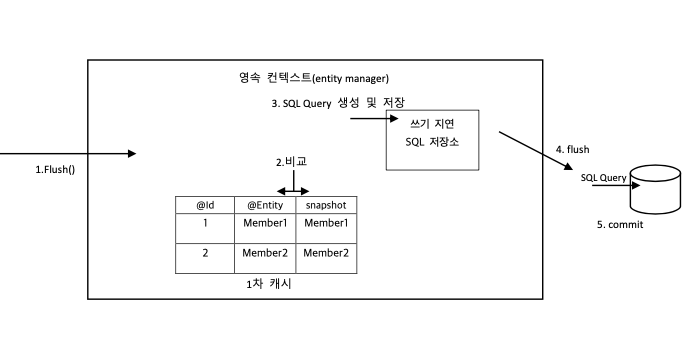 영속 컨텍스트(entity manager)
3. SQL Query 생성 및 저장
쓰기 지연
SQL 저장소
4. flush
1.Flush()
2.비교
SQL Query
@Id @Entity snapshot
1 Member1 Member1
2 Member2 Member2
5. commit
1차 캐시